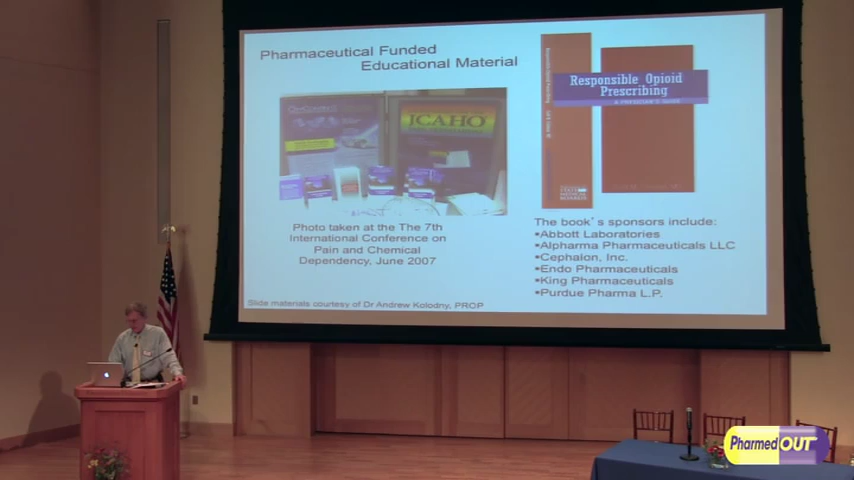 Pharmaceutical Funded
Educational Material
JCAHO
Responsible Opioid
Prescribing
A PHYSICIAN'S GUIDE
Photo taken at the The 7th
International Conference on
Pain and Chemical
Dependency, June 2007
The book's sponsors include:
▪Abbott Laboratories
▪Alpharma Pharmaceuticals LLC
▪Cephalon, Inc.
▪Endo Pharmaceuticals
▪King Pharmaceuticals
▪Purdue Pharma L.P.
Slide materials courtesy of Dr Andrew Kolodny, PROP
PharmedOUT